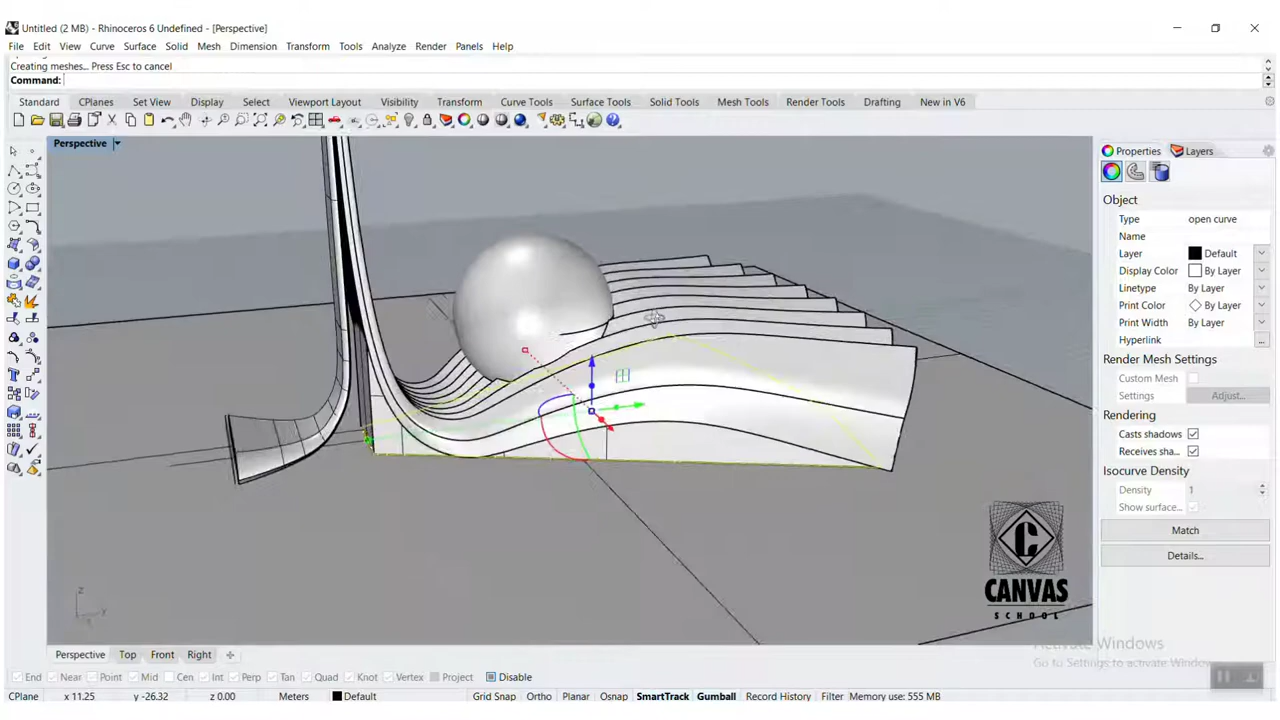 Untitled (2 MB) - Rhinoceros 6 Undefined - [Perspective]
File Edit View Curve Surface Solid Mesh Dimension Transform Tools Analyze Render Panels Help
Creating meshes... Press Esc to cancel
Command:
Standard CPlanes Set View Display Select Viewport Layout Visibility Transform Curve Tools Surface Tools Solid Tools Mesh Tools Render Tools Drafting New in V6
Perspective
Properties Layers
Object
Type open curve
Name
Layer Default
Display Color By Layer
Linetype By Layer
Print Color By Layer
Print Width By Layer
Hyperlink ...
Render Mesh Settings
Custom Mesh
Settings Adjust...
Rendering
Casts shadows
Receives sha...
Isocurve Density
Density 1
Show surface...
Match
Details...
CANVAS
SCHOOL
Activate Windows
Go to Settings to activate Windows.
z
y
x
Perspective Top Front Right
End Near Point Mid Cen Int Perp Tan Quad Knot Vertex Project Disable
CPlane x 11.25 y -26.32 z 0.00 Meters Default Grid Snap Ortho Planar Osnap SmartTrack Gumball Record History Filter Memory use: 555 MB